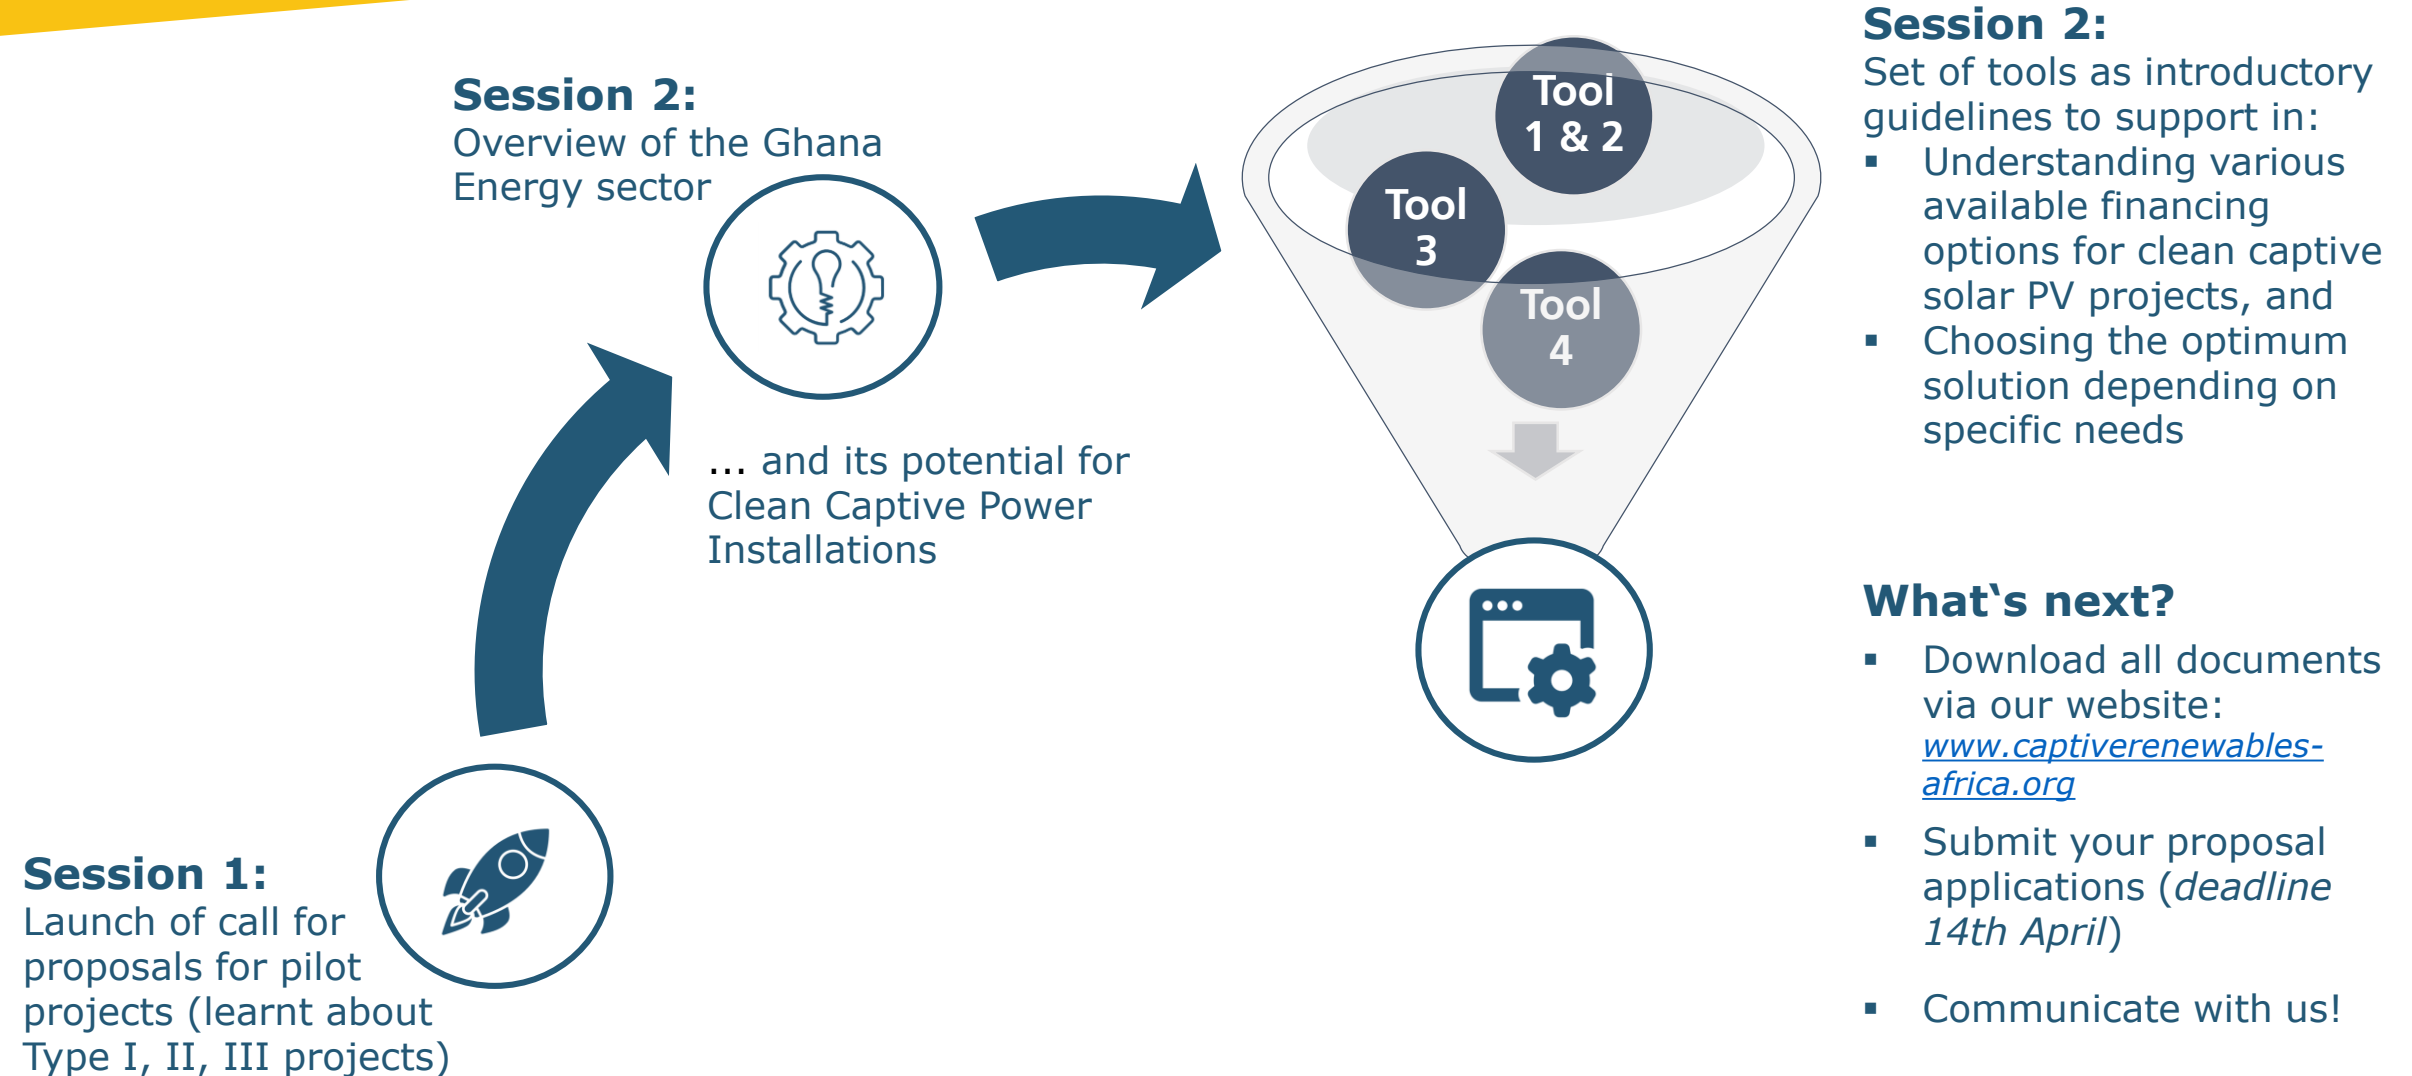 Session 1:
Launch of call for
proposals for pilot
projects (learnt about
Type I, II, III projects)
Session 2:
Overview of the Ghana
Energy sector
... and its potential for
Clean Captive Power
Installations
Tool
1 & 2
Tool
3
Tool
4
Session 2:
Set of tools as introductory
guidelines to support in:
▪ Understanding various
available financing
options for clean captive
solar PV projects, and
▪ Choosing the optimum
solution depending on
specific needs
What‘s next?
▪ Download all documents
via our website:
www.captiverenewables-
africa.org
▪ Submit your proposal
applications (deadline
14th April)
▪ Communicate with us!